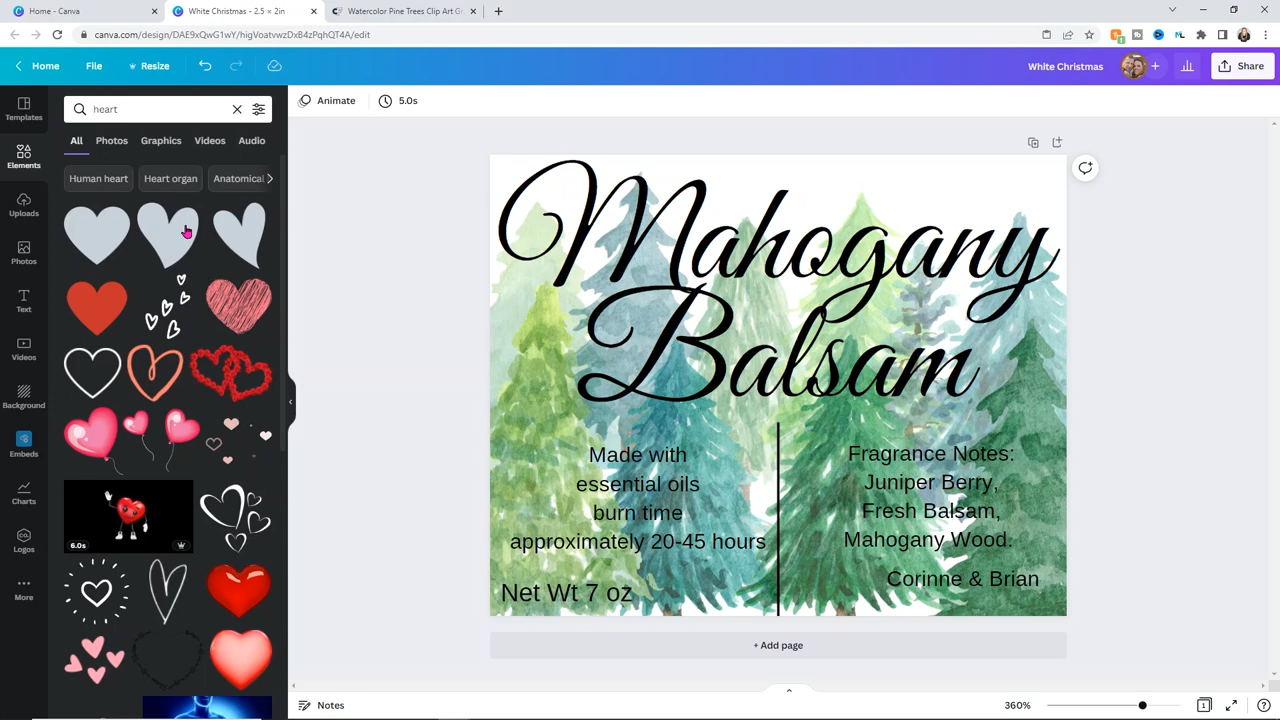 Home - Canva
White Christmas - 2.5 × 2in
Watercolor Pine Trees Clip Art G
canva.com/design/DAE9xQwG1wY/higVoatvwzDxB4zPqhQT4A/edit
Home
File
Resize
White Christmas
Share
Templates
Elements
Uploads
Photos
Text
Videos
Background
Embeds
Charts
Logos
More
heart
All
Photos
Graphics
Videos
Audio
Human heart
Heart organ
Anatomical
6.0s
Animate
5.0s
Mahogany
Balsam
Made with
essential oils
burn time
approximately 20-45 hours
Net Wt 7 oz
Fragrance Notes:
Juniper Berry,
Fresh Balsam,
Mahogany Wood.
Corinne & Brian
+ Add page
Notes
360%
1